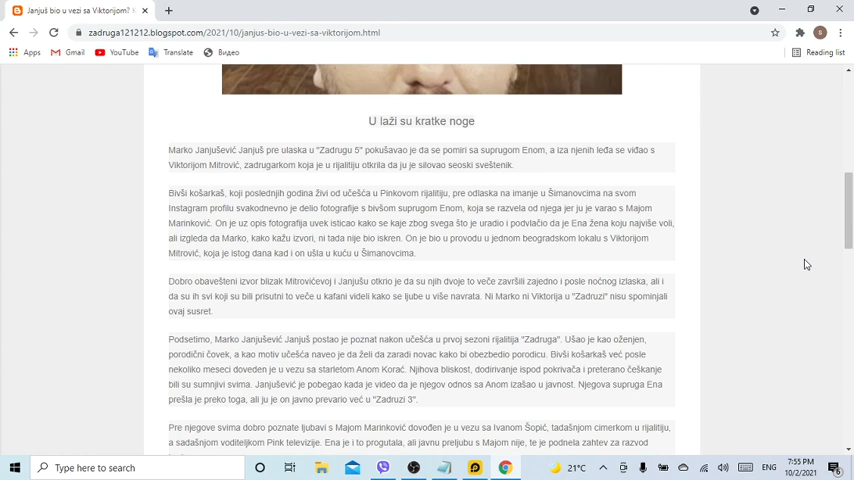 Janjuš bio u vezi sa Viktorijom? K
zadruga121212.blogspot.com/2021/10/janjus-bio-u-vezi-sa-viktorijom.html
S
Apps Gmail YouTube Translate Видео Reading list
U laži su kratke noge
Marko Janjušević Janjuš pre ulaska u "Zadrugu 5" pokušavao je da se pomiri sa suprugom Enom, a iza njenih leđa se viđao s
Viktorijom Mitrović, zadrugarkom koja je u rijalitiju otkrila da ju je silovao seoski sveštenik.
Bivši košarkaš, koji poslednjih godina živi od učešća u Pinkovom rijalitiju, pre odlaska na imanje u Šimanovcima na svom
Instagram profilu svakodnevno je delio fotografije s bivšom suprugom Enom, koja se razvela od njega jer ju je varao s Majom
Marinković. On je uz opis fotografija uvek isticao kako se kaje zbog svega što je uradio i podvlačio da je Ena žena koju najviše voli,
ali izgleda da Marko, kako kažu izvori, ni tada nije bio iskren. On je bio u provodu u jednom beogradskom lokalu s Viktorijom
Mitrović, koja je istog dana kad i on ušla u kuću u Šimanovcima.
Dobro obavešteni izvor blizak Mitrovićevoj i Janjušu otkrio je da su njih dvoje to veče završili zajedno i posle noćnog izlaska, ali i
da su ih svi koji su bili prisutni to veče u kafani videli kako se ljube u više navrata. Ni Marko ni Viktorija u "Zadruzi" nisu spominjali
ovaj susret.
Podsetimo, Marko Janjušević Janjuš postao je poznat nakon učešća u prvoj sezoni rijalitija "Zadruga". Ušao je kao oženjen,
porodični čovek, a kao motiv učešća naveo je da želi da zaradi novac kako bi obezbedio porodicu. Bivši košarkaš već posle
nekoliko meseci doveden je u vezu sa starletom Anom Korać. Njihova bliskost, dodirivanje ispod pokrivača i preterano češkanje
bili su sumnjivi svima. Janjušević je pobegao kada je video da je njegov odnos sa Anom izašao u javnost. Njegova supruga Ena
prešla je preko toga, ali ju je on javno prevario već u "Zadruzi 3".
Pre njegove svima dobro poznate ljubavi s Majom Marinković dovođen je u vezu sa Ivanom Šopić, tadašnjom cimerkom u rijalitiju,
a sadašnjom voditeljkom Pink televizije. Ena je i to progutala, ali javnu preljubu s Majom nije, te je podnela zahtev za razvod
Type here to search
21°C
ENG
7:55 PM
10/2/2021
6